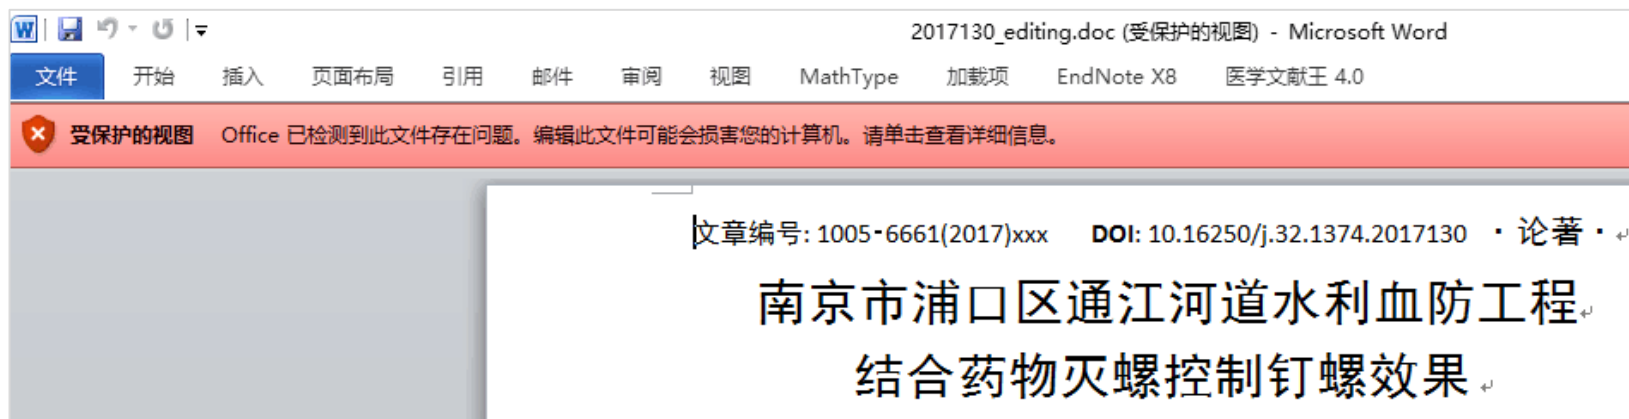 2017130_editing.doc (受保护的视图) - Microsoft Word
文件 开始 插入 页面布局 引用 邮件 审阅 视图 MathType 加载项 EndNote X8 医学文献王 4.0
受保护的视图 Office 已检测到此文件存在问题。编辑此文件可能会损害您的计算机。请单击查看详细信息。
文章编号: 1005-6661(2017)xxx DOI: 10.16250/j.32.1374.2017130 ·论著·
南京市浦口区通江河道水利血防工程
结合药物灭螺控制钉螺效果